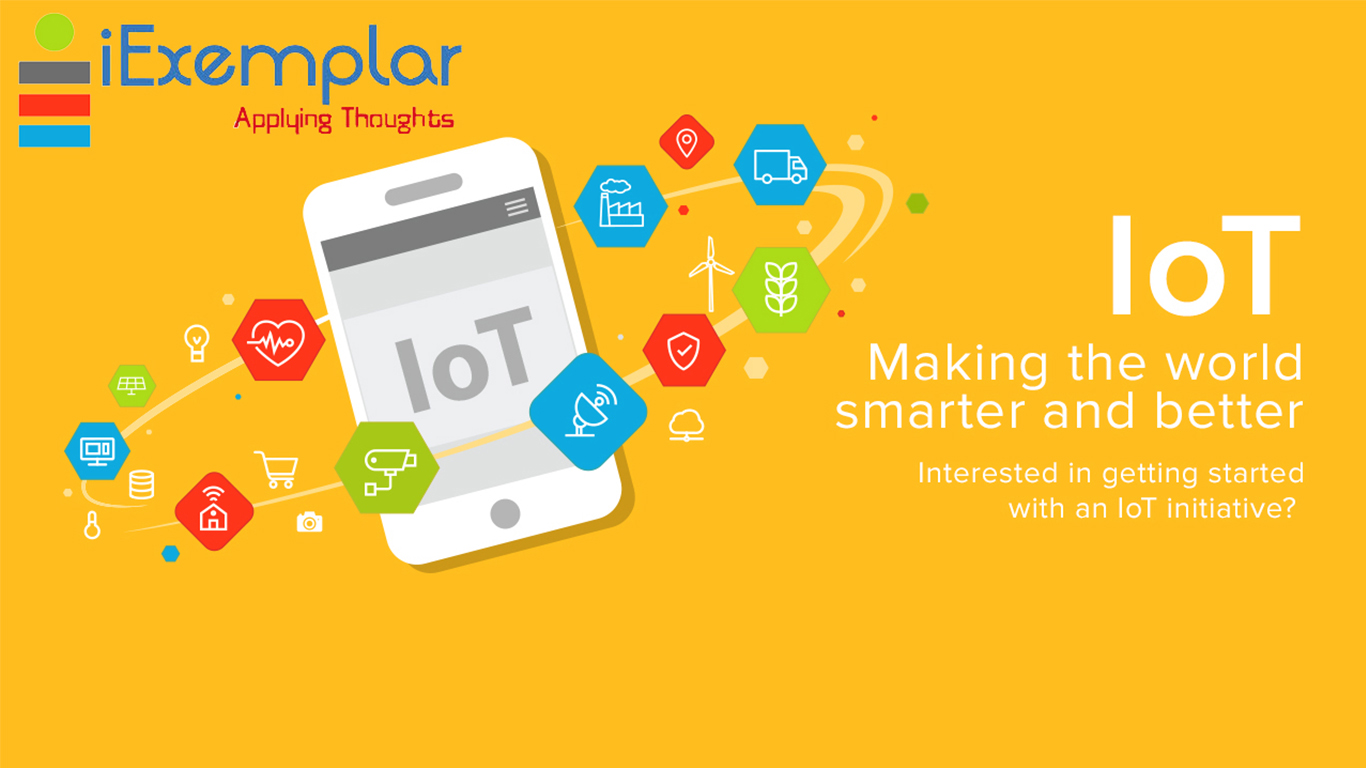 iExemplar
Applying Thoughts
IoT
IoT
Making the world
smarter and better
Interested in getting started
with an IoT initiative?